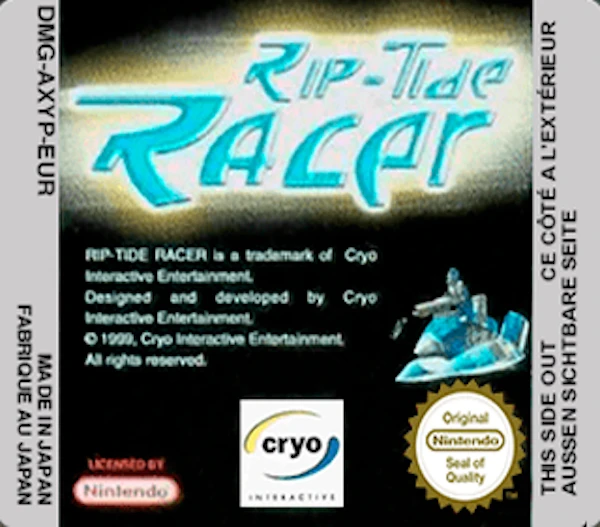 DMG-AXYP-EUR
MADE IN JAPAN
FABRIQUE AU JAPAN
RIP-TIDE
RACER
RIP-TIDE RACER is a trademark of Cryo
Interactive Entertainment.
Designed and developed by Cryo
Interactive Entertainment.
© 1999, Cryo Interactive Entertainment.
All rights reserved.
LICENSED BY
Nintendo
cryo
INTERACTIVE
Original
Nintendo
Seal of
Quality
TM
THIS SIDE OUT CE CÔTÉ A L'EXTÉRIEUR
AUSSENSICHTBARE SEITE